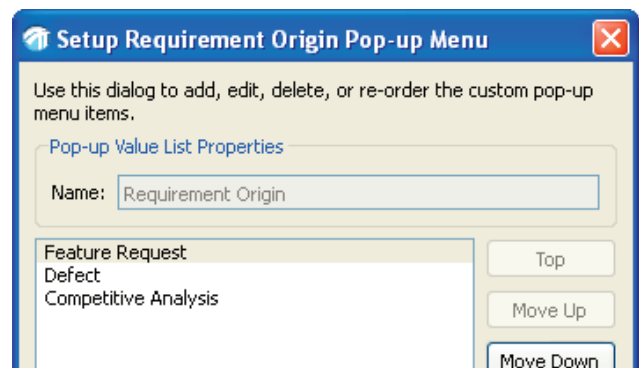 Setup Requirement Origin Pop-up Menu
Use this dialog to add, edit, delete, or re-order the custom pop-up
menu items.
Pop-up Value List Properties
Name: Requirement Origin
Feature Request
Defect
Competitive Analysis
Top
Move Up
Move Down